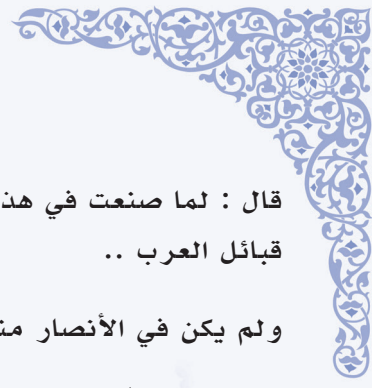 قال : لما صنعت في هذ
قبائل العرب ..
ولم يكن في الأنصار من